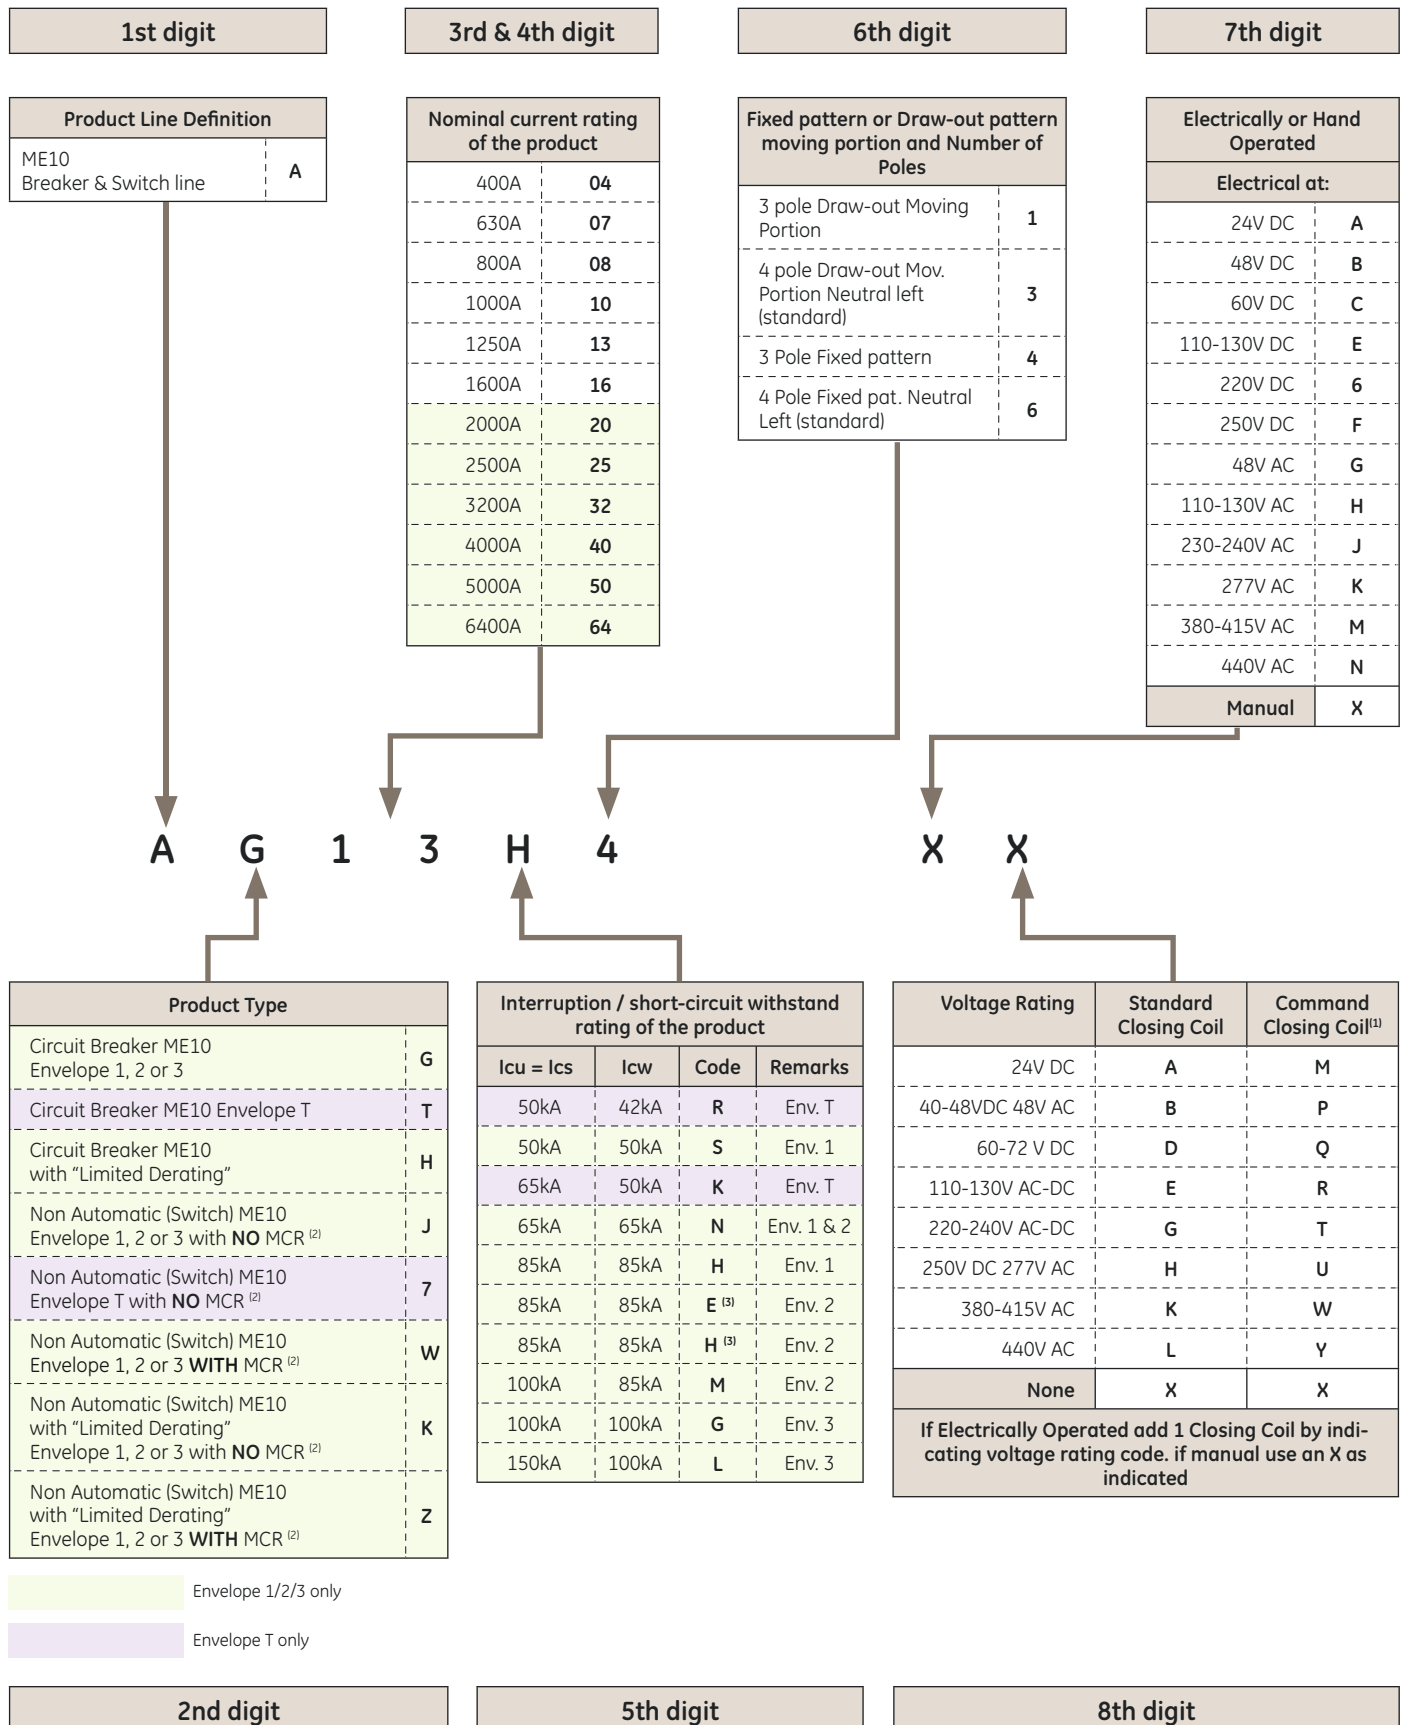 1st digit
3rd & 4th digit
6th digit
7th digit
Product Line Definition
ME10
Breaker & Switch line
A
Nominal current rating
of the product
400A 04
630A 07
800A 08
1000A 10
1250A 13
1600A 16
2000A 20
2500A 25
3200A 32
4000A 40
5000A 50
6400A 64
Fixed pattern or Draw-out pattern
moving portion and Number of
Poles
3 pole Draw-out Moving
Portion
1
4 pole Draw-out Mov.
Portion Neutral left
(standard)
3
3 Pole Fixed pattern 4
4 Pole Fixed pat. Neutral
Left (standard)
6
Electrically or Hand
Operated
Electrical at:
24V DC A
48V DC B
60V DC C
110-130V DC E
220V DC 6
250V DC F
48V AC G
110-130V AC H
230-240V AC J
277V AC K
380-415V AC M
440V AC N
Manual X
A G 1 3 H 4 X X
Product Type
Circuit Breaker ME10
Envelope 1, 2 or 3
G
Circuit Breaker ME10 Envelope T T
Circuit Breaker ME10
with “Limited Derating”
H
Non Automatic (Switch) ME10
Envelope 1, 2 or 3 with NO MCR (2)
J
Non Automatic (Switch) ME10
Envelope T with NO MCR (2)
7
Non Automatic (Switch) ME10
Envelope 1, 2 or 3 WITH MCR (2)
W
Non Automatic (Switch) ME10
with “Limited Derating”
Envelope 1, 2 or 3 with NO MCR (2)
K
Non Automatic (Switch) ME10
with “Limited Derating”
Envelope 1, 2 or 3 WITH MCR (2)
Z
Interruption / short-circuit withstand
rating of the product
Icu = Ics Icw Code Remarks
50kA 42kA R Env. T
50kA 50kA S Env. 1
65kA 50kA K Env. T
65kA 65kA N Env. 1 & 2
85kA 85kA H Env. 1
85kA 85kA E (3) Env. 2
85kA 85kA H (3) Env. 2
100kA 85kA M Env. 2
100kA 100kA G Env. 3
150kA 100kA L Env. 3
Voltage Rating
Standard
Closing Coil
Command
Closing Coil(1)
24V DC A M
40-48VDC 48V AC B P
60-72 V DC D Q
110-130V AC-DC E R
220-240V AC-DC G T
250V DC 277V AC H U
380-415V AC K W
440V AC L Y
None X X
If Electrically Operated add 1 Closing Coil by indi-
cating voltage rating code. if manual use an X as
indicated
Envelope 1/2/3 only
Envelope T only
2nd digit
5th digit
8th digit